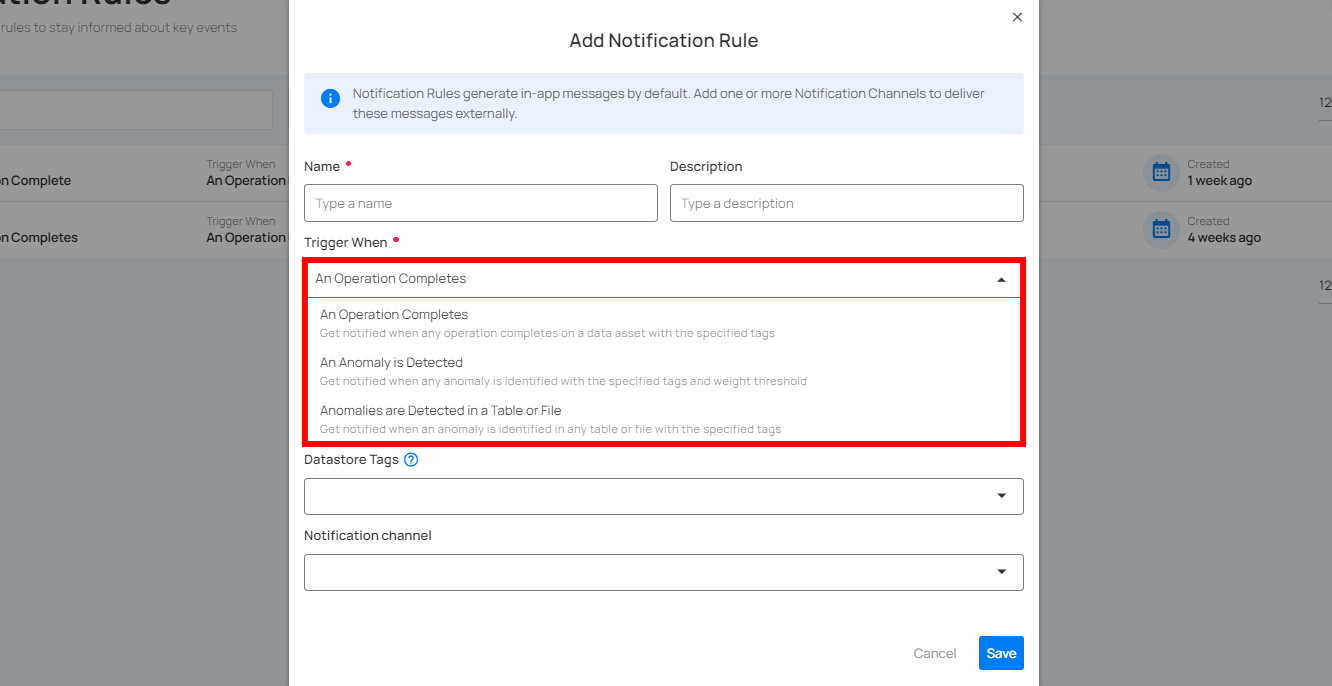 rules to stay informed about key events
Add Notification Rule
Notification Rules generate in-app messages by default. Add one or more Notification Channels to deliver
these messages externally.
Name •
Description
Type a name
Type a description
Trigger When •
An Operation Completes
An Operation Completes
Get notified when any operation completes on a data asset with the specified tags
An Anomaly is Detected
Get notified when any anomaly is identified with the specified tags and weight threshold
Anomalies are Detected in a Table or File
Get notified when an anomaly is identified in any table or file with the specified tags
Datastore Tags ?
Notification channel
Cancel
Save
12
Trigger When
n Complete
An Operation
Created
1 week ago
Trigger When
n Completes
An Operation
Created
4 weeks ago
12